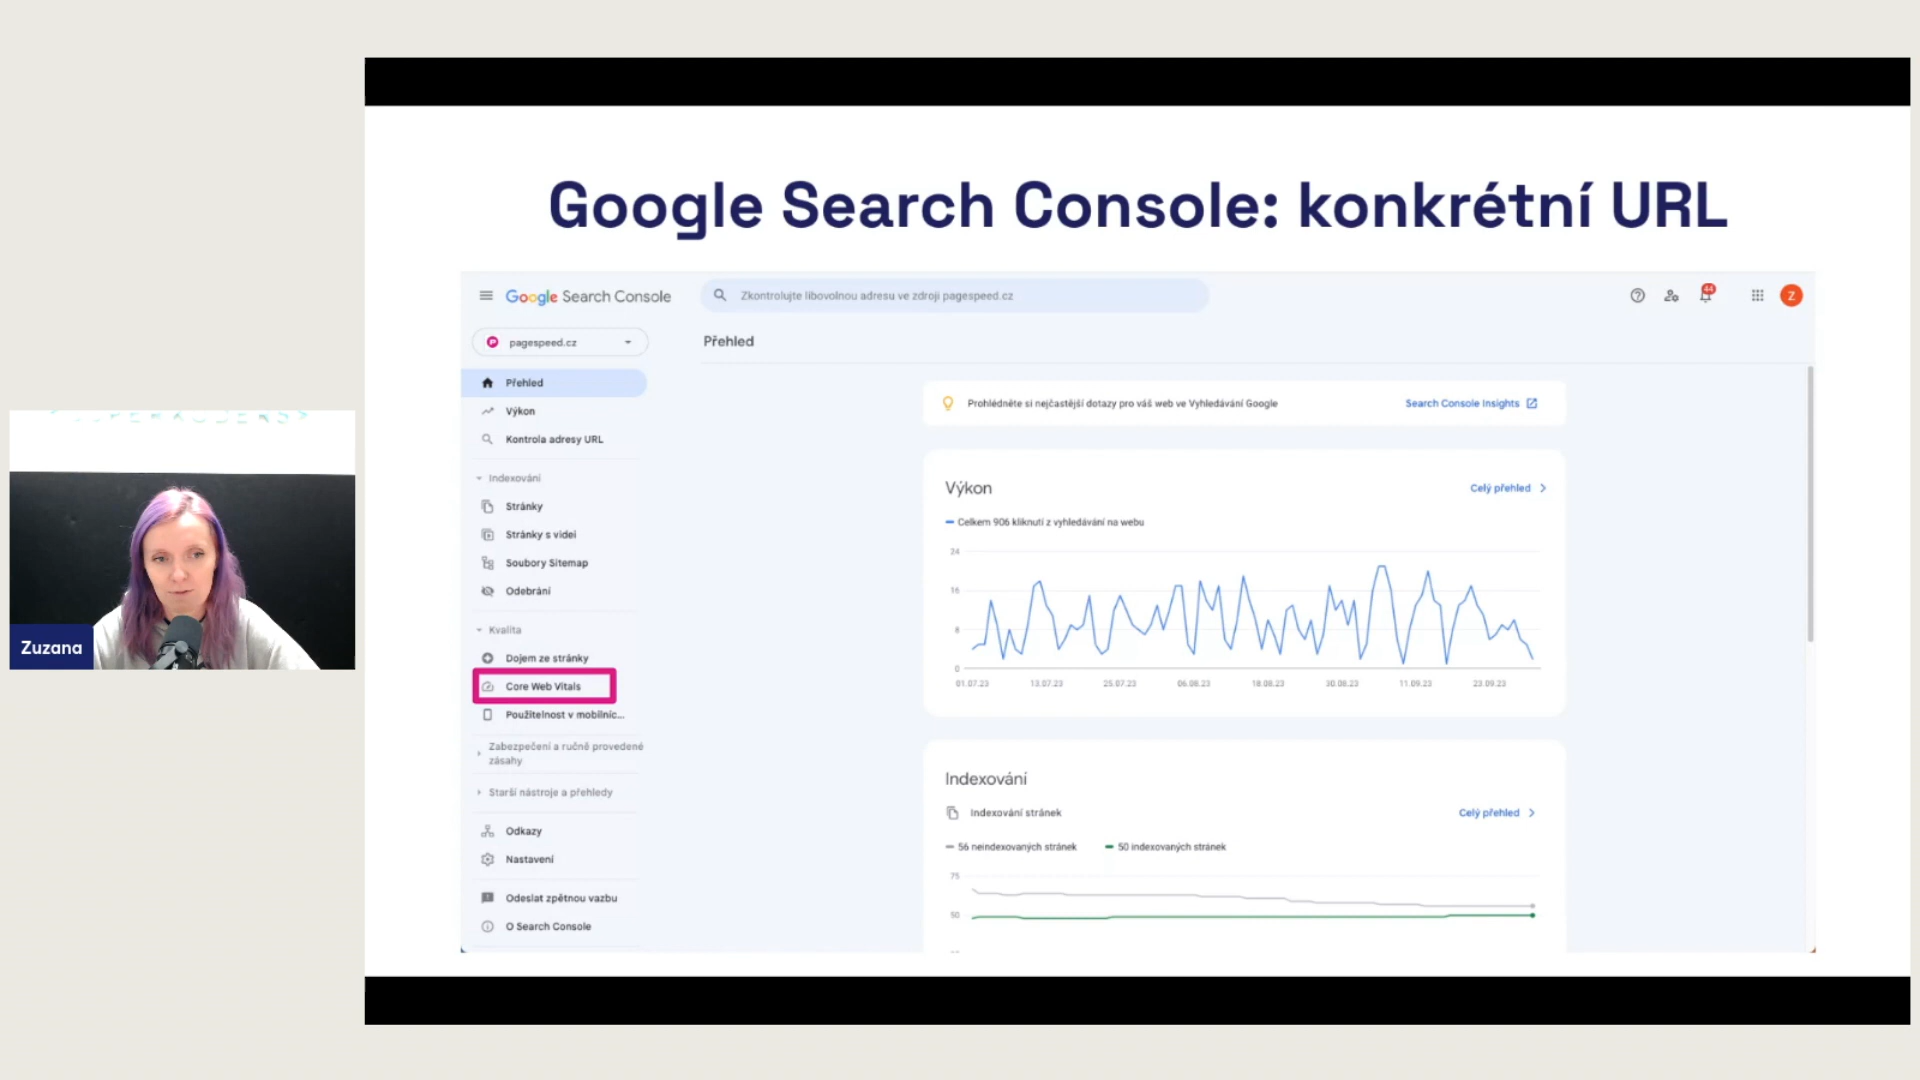 Google Search Console: konkrétní URL
Google Search Console
Zkontrolujte libovolnou adresu ve zdroji pagespeed.cz
44
Z
pagespeed.cz
Přehled
Přehled
Výkon
Kontrola adresy URL
Indexování
Stránky
Stránky s videi
Soubory Sitemap
Odebrání
Kvalita
Dojem ze stránky
Core Web Vitals
Použitelnost v mobilníc...
Zabezpečení a ručně provedené
zásahy
Starší nástroje a přehledy
Odkazy
Nastavení
Odeslat zpětnou vazbu
O Search Console
Prohlédněte si nejčastější dotazy pro váš web ve Vyhledávání Google
Search Console Insights
Výkon
Celý přehled
Celkem 906 kliknutí z vyhledávání na webu
24
16
8
0
01.07.23
13.07.23
25.07.23
06.08.23
18.08.23
30.08.23
11.09.23
23.09.23
Indexování
Indexování stránek
Celý přehled
56 neindexovaných stránek
50 indexovaných stránek
75
50
Zuzana